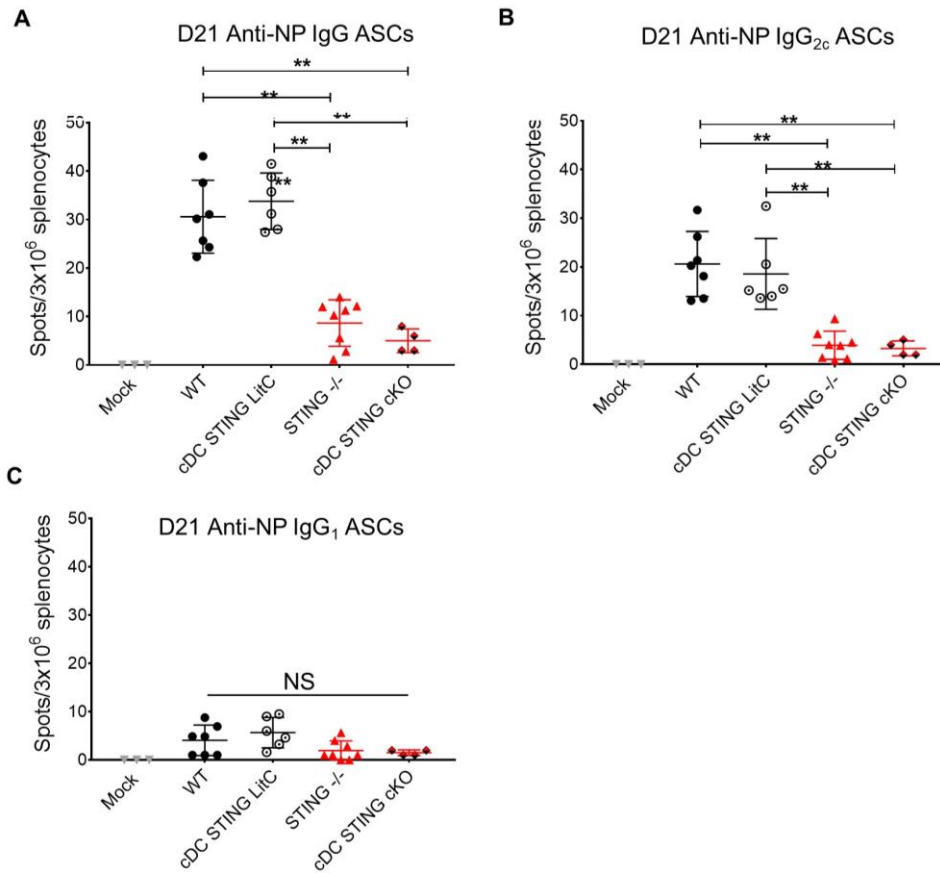 A
D21 Anti-NP IgG ASCs
**
**
**
**
**
50
40
30
20
10
0
Spots/3x10⁶ splenocytes
Mock
WT
cDC STING LitC
STING -/-
cDC STING cKO
B
D21 Anti-NP IgG₂c ASCs
**
**
**
**
50
40
30
20
10
0
Spots/3x10⁶ splenocytes
Mock
WT
cDC STING LitC
STING -/-
cDC STING cKO
C
D21 Anti-NP IgG₁ ASCs
50
40
30
20
10
0
Spots/3x10⁶ splenocytes
NS
Mock
WT
cDC STING LitC
STING -/-
cDC STING cKO